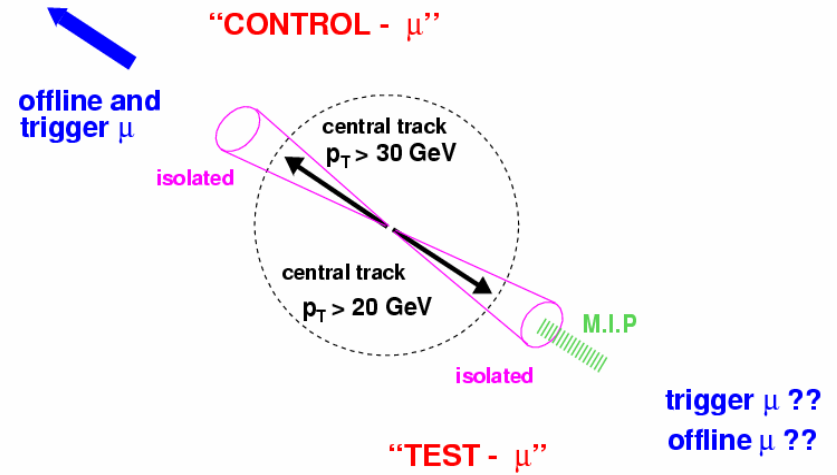 “CONTROL - μ”
offline and
trigger μ
central track
p_T > 30 GeV
isolated
central track
p_T > 20 GeV
M.I.P
isolated
trigger μ ??
offline μ ??
“TEST - μ”